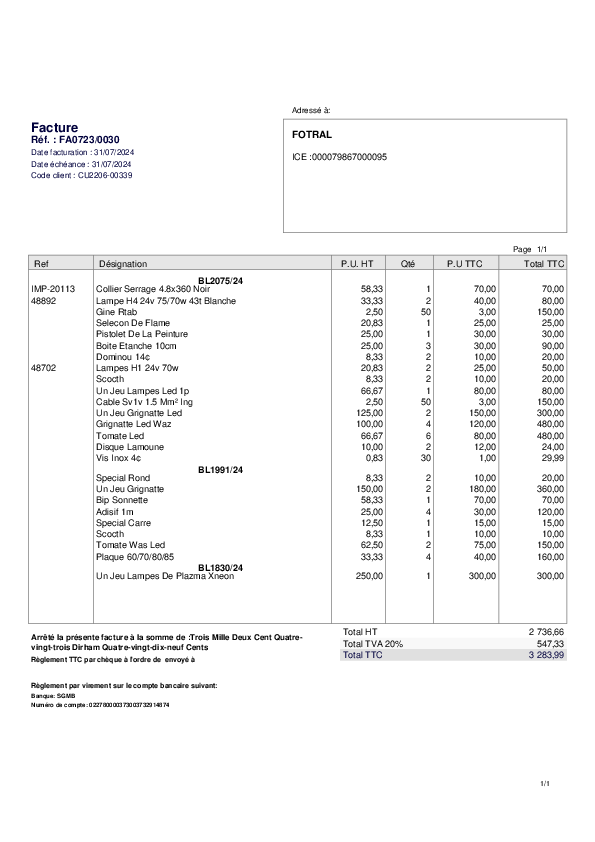 Adressé à:
Facture
Réf. : FA0723/0030
Date facturation : 31/07/2024
Date échéance : 31/07/2024
Code client : CU2206-00339
FOTRAL
ICE :000079867000095
Page 1/1
Ref Désignation P.U. HT Qté P.U TTC Total TTC
BL2075/24
IMP-20113 Collier Serrage 4.8x360 Noir 58,33 1 70,00 70,00
48892 Lampe H4 24v 75/70w 43t Blanche 33,33 2 40,00 80,00
Gine Rtab 2,50 50 3,00 150,00
Selecon De Flame 20,83 1 25,00 25,00
Pistolet De La Peinture 25,00 1 30,00 30,00
Boite Etanche 10cm 25,00 3 30,00 90,00
Dominou 14¢ 8,33 2 10,00 20,00
48702 Lampes H1 24v 70w 20,83 2 25,00 50,00
Scocth 8,33 2 10,00 20,00
Un Jeu Lampes Led 1p 66,67 1 80,00 80,00
Cable Sv1v 1.5 Mm² Ing 2,50 50 3,00 150,00
Un Jeu Grignatte Led 125,00 2 150,00 300,00
Grignatte Led Waz 100,00 4 120,00 480,00
Tomate Led 66,67 6 80,00 480,00
Disque Lamoune 10,00 2 12,00 24,00
Vis Inox 4¢ 0,83 30 1,00 29,99
BL1991/24
Special Rond 8,33 2 10,00 20,00
Un Jeu Grignatte 150,00 2 180,00 360,00
Bip Sonnette 58,33 1 70,00 70,00
Adisif 1m 25,00 4 30,00 120,00
Special Carre 12,50 1 15,00 15,00
Scocth 8,33 1 10,00 10,00
Tomate Was Led 62,50 2 75,00 150,00
Plaque 60/70/80/85 33,33 4 40,00 160,00
BL1830/24
Un Jeu Lampes De Plazma Xneon 250,00 1 300,00 300,00
Total HT 2 736,66
Total TVA 20% 547,33
Total TTC 3 283,99
Arrêté la présente facture à la somme de :Trois Mille Deux Cent Quatre-
vingt-trois Dirham Quatre-vingt-dix-neuf Cents
Règlement TTC par chèque à l'ordre de envoyé à
Règlement par virement sur le compte bancaire suivant:
Banque: SGMB
Numéro de compte: 022780000373003732914874
1/1